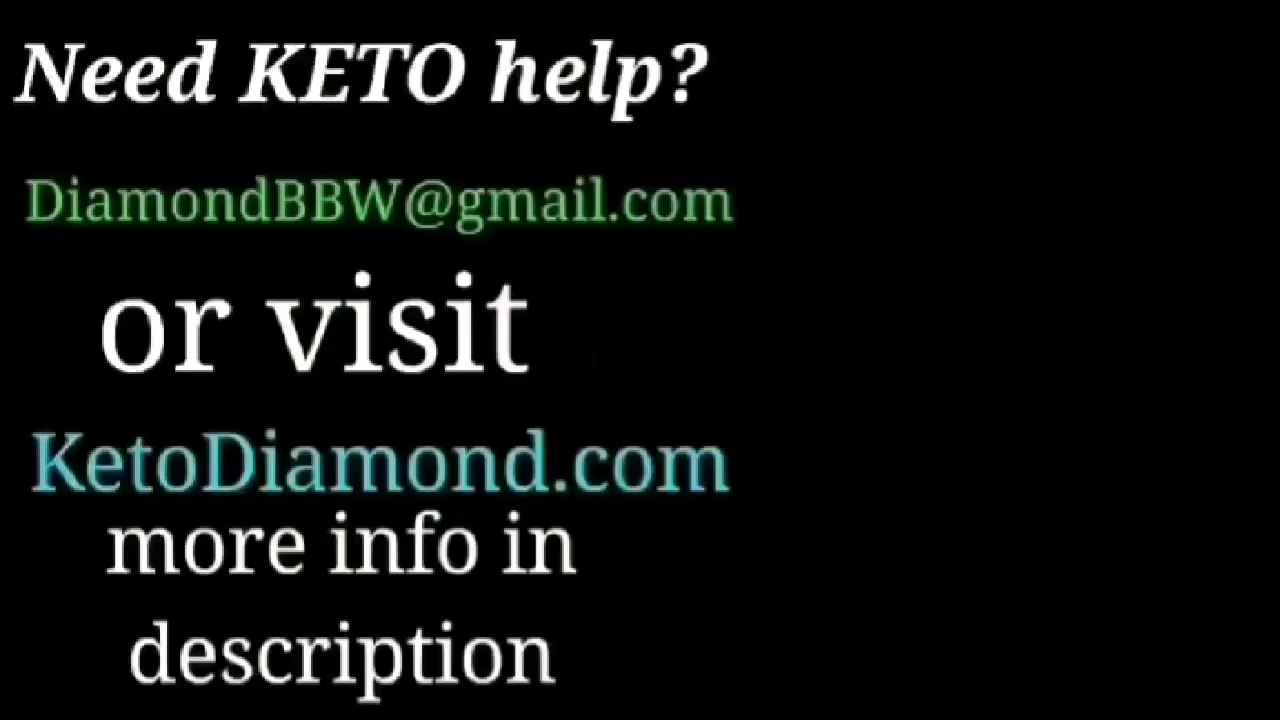 Need KETO help?
DiamondBBW@gmail.com
or visit
KetoDiamond.com
more info in
description